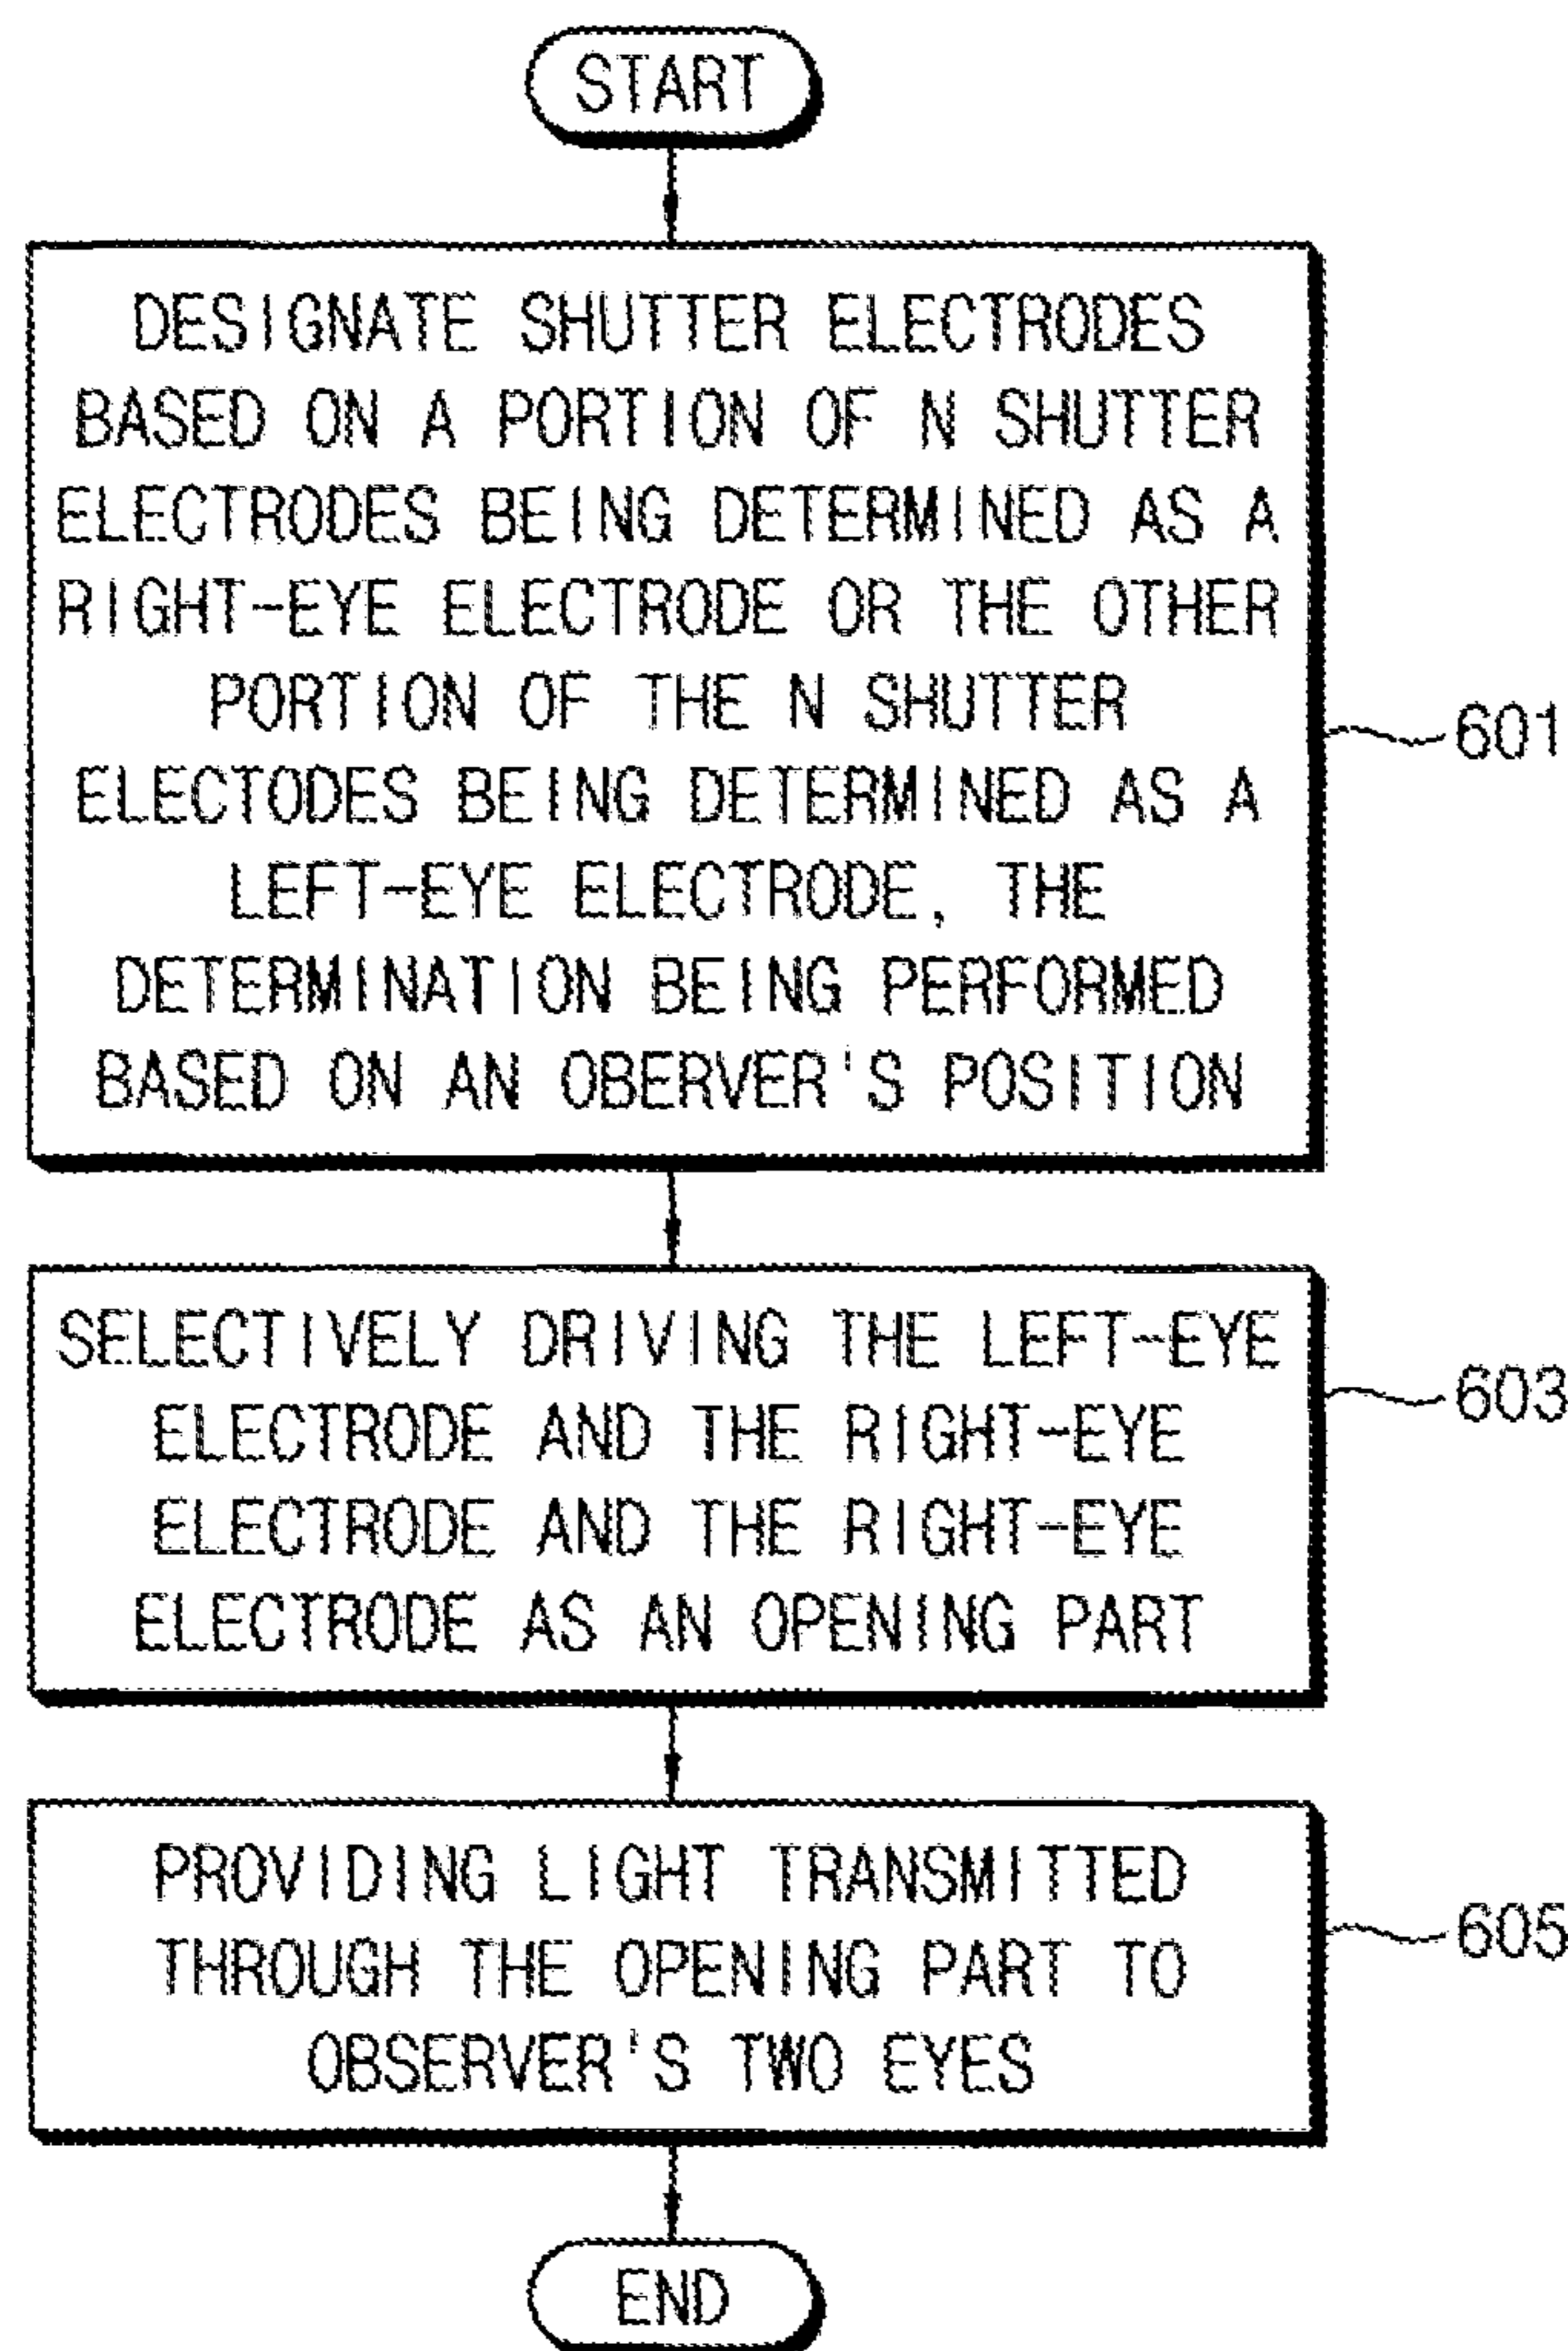 START
DESIGNATE SHUTTER ELECTRODES
BASED ON A PORTION OF N SHUTTER
ELECTRODES BEING DETERMINED AS A
RIGHT-EYE ELECTRODE OR THE OTHER
PORTION OF THE N SHUTTER
ELECTODES BEING DETERMINED AS A
LEFT-EYE ELECTRODE, THE
DETERMINATION BEING PERFORMED
BASED ON AN OBERVER'S POSITION
601
SELECTIVELY DRIVING THE LEFT-EYE
ELECTRODE AND THE RIGHT-EYE
ELECTRODE AND THE RIGHT-EYE
ELECTRODE AS AN OPENING PART
603
PROVIDING LIGHT TRANSMITTED
THROUGH THE OPENING PART TO
OBSERVER'S TWO EYES
605
END